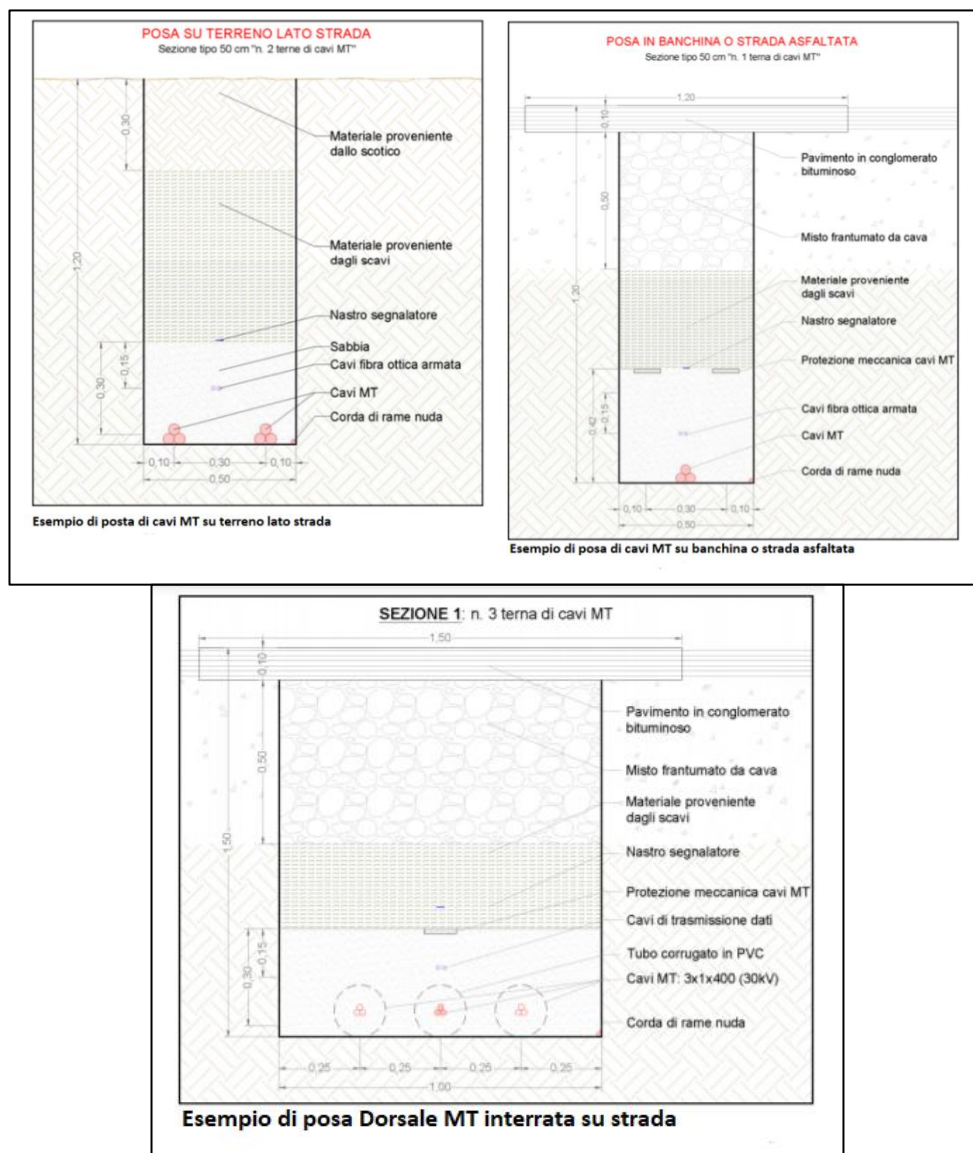 POSA SU TERRENO LATO STRADA
Sezione tipo 50 cm "n. 2 terne di cavi MT"
0,30
1,20
0,30
0,15
Materiale proveniente
dallo scotico
Materiale proveniente
dagli scavi
Nastro segnalatore
Sabbia
Cavi fibra ottica armata
Cavi MT
Corda di rame nuda
0,10
0,30
0,10
0,50
Esempio di posta di cavi MT su terreno lato strada
POSA IN BANCHINA O STRADA ASFALTATA
Sezione tipo 50 cm "n. 1 terna di cavi MT"
1,20
0,10
0,50
1,20
0,42
0,15
Pavimento in conglomerato
bituminoso
Misto frantumato da cava
Materiale proveniente
dagli scavi
Nastro segnalatore
Protezione meccanica cavi MT
Cavi fibra ottica armata
Cavi MT
Corda di rame nuda
0,10
0,30
0,10
0,50
Esempio di posa di cavi MT su banchina o strada asfaltata
SEZIONE 1: n. 3 terna di cavi MT
1,50
0,10
0,50
1,50
0,30
0,15
Pavimento in conglomerato
bituminoso
Misto frantumato da cava
Materiale proveniente
dagli scavi
Nastro segnalatore
Protezione meccanica cavi MT
Cavi di trasmissione dati
Tubo corrugato in PVC
Cavi MT: 3x1x400 (30kV)
Corda di rame nuda
0,25
0,25
0,25
0,25
1,00
Esempio di posa Dorsale MT interrata su strada